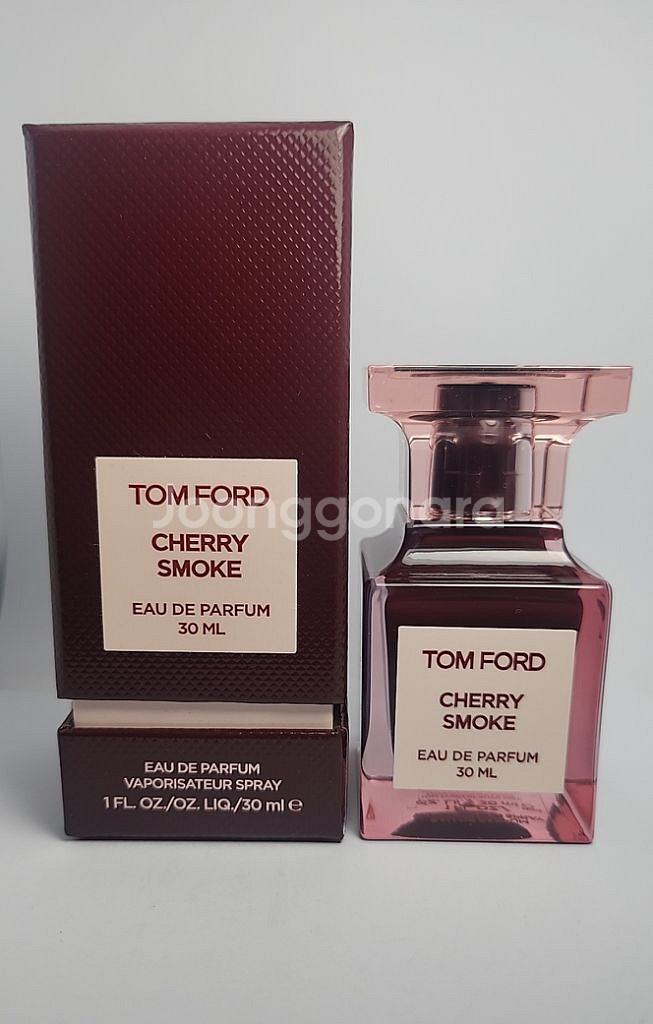 TOM FORD
CHERRY
SMOKE
EAU DE PARFUM
30 ML
Joonggonara
EAU DE PARFUM
VAPORISATEUR SPRAY
1 FL. OZ./OZ. LIQ./30 ml e
TOM FORD
CHERRY
SMOKE
EAU DE PARFUM
30 ML